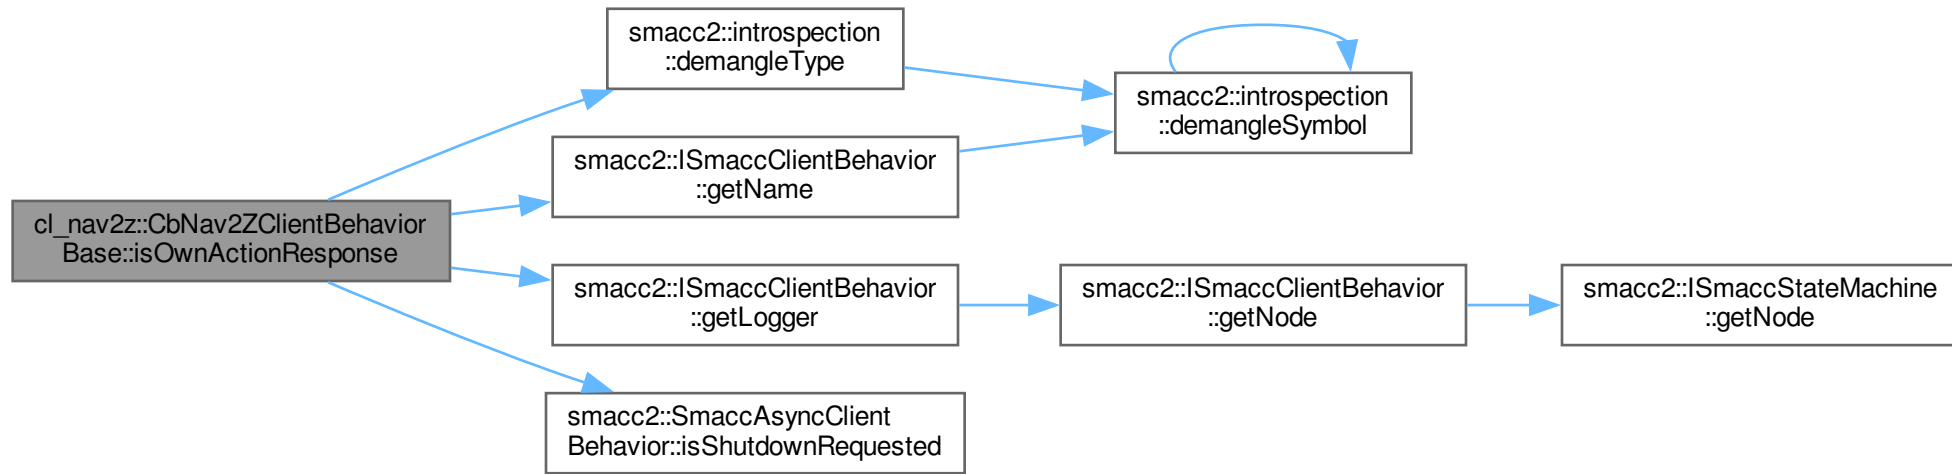 cl_nav2z::CbNav2ZClientBehavior
Base::isOwnActionResponse
smacc2::introspection
::demangleType
smacc2::introspection
::demangleSymbol
smacc2::ISmaccClientBehavior
::getName
smacc2::ISmaccClientBehavior
::getLogger
smacc2::ISmaccClientBehavior
::getNode
smacc2::ISmaccStateMachine
::getNode
smacc2::SmaccAsyncClient
Behavior::isShutdownRequested